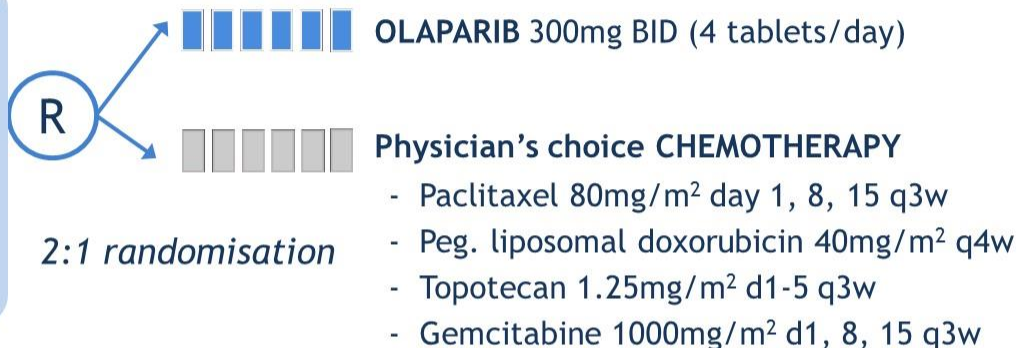 OLAPARIB 300mg BID (4 tablets/day)
R
Physician's choice CHEMOTHERAPY
- Paclitaxel 80mg/m² day 1, 8, 15 q3w
2:1 randomisation
- Peg. liposomal doxorubicin 40mg/m² q4w
- Topotecan 1.25mg/m² d1-5 q3w
- Gemcitabine 1000mg/m² d1, 8, 15 q3w